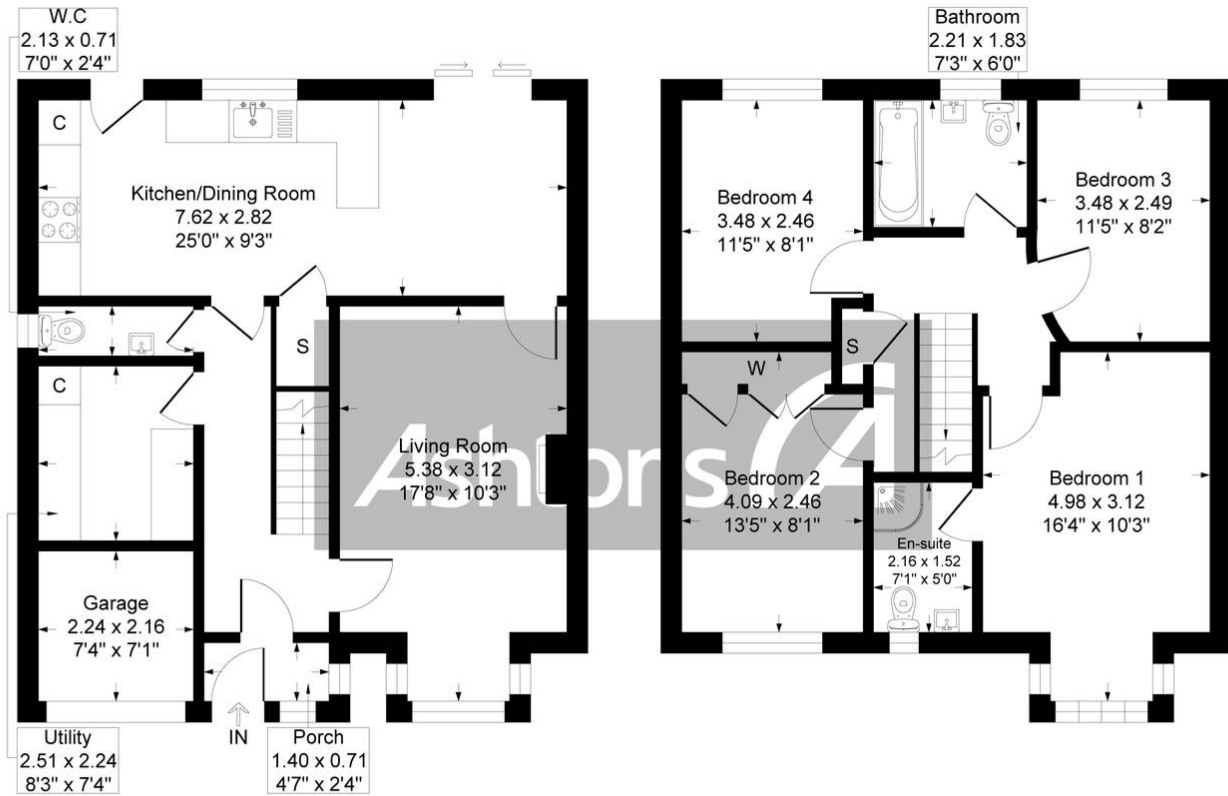 W.C
2.13 x 0.71
7'0" x 2'4"
C
Kitchen/Dining Room
7.62 x 2.82
25'0" x 9'3"
S
C
Living Room
5.38 x 3.12
17'8" x 10'3"
Garage
2.24 x 2.16
7'4" x 7'1"
Utility
2.51 x 2.24
8'3" x 7'4"
IN
Porch
1.40 x 0.71
4'7" x 2'4"
Ashtons
Bathroom
2.21 x 1.83
7'3" x 6'0"
Bedroom 4
3.48 x 2.46
11'5" x 8'1"
Bedroom 3
3.48 x 2.49
11'5" x 8'2"
S
W
Bedroom 2
4.09 x 2.46
13'5" x 8'1"
Bedroom 1
4.98 x 3.12
16'4" x 10'3"
En-suite
2.16 x 1.52
7'1" x 5'0"